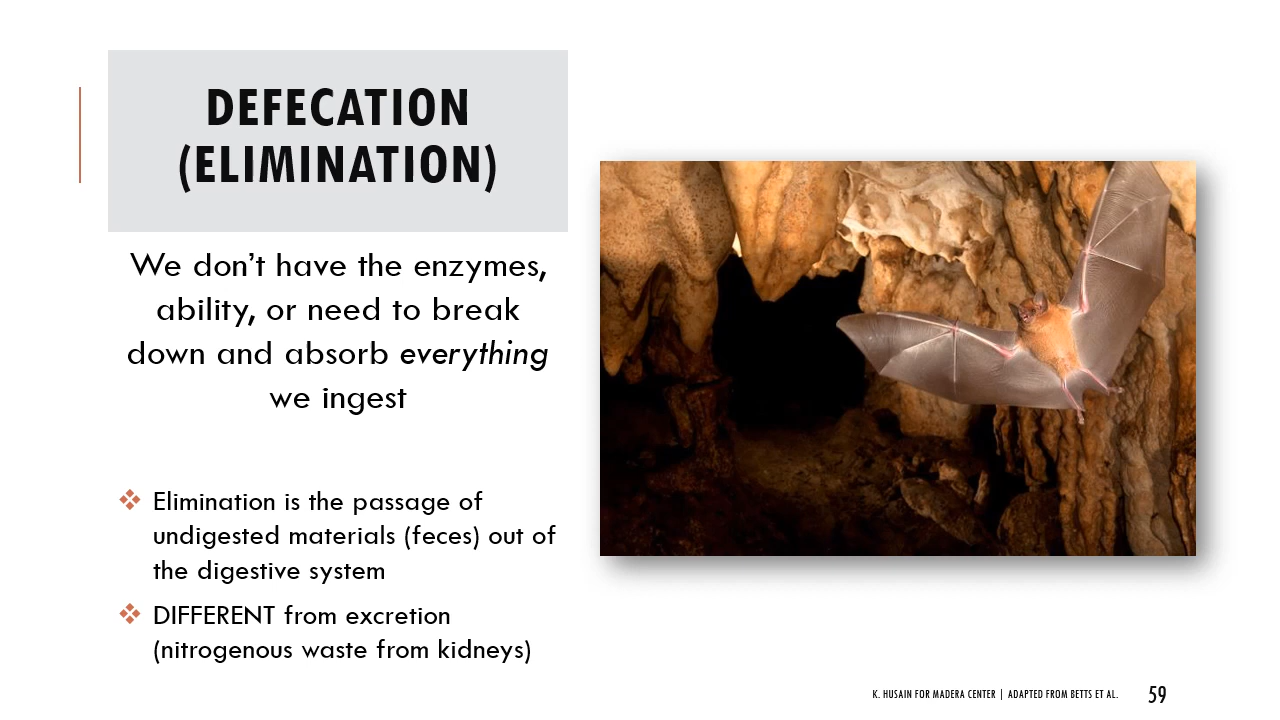 DEFECATION
(ELIMINATION)
We don’t have the enzymes,
ability, or need to break
down and absorb everything
we ingest
Elimination is the passage of
undigested materials (feces) out of
the digestive system
DIFFERENT from excretion
(nitrogenous waste from kidneys)
K. HUSAIN FOR MADERA CENTER | ADAPTED FROM BETTS ET AL. 59